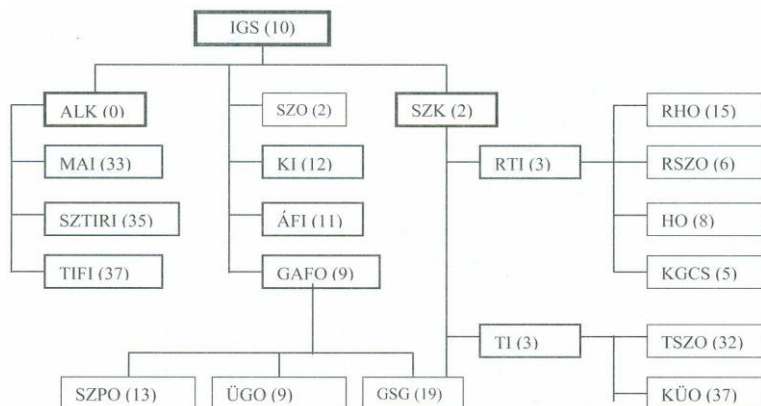 IGS (10)
ALK (0)
SZO (2)
SZK (2)
RHO (15)
MAI (33)
KI (12)
RTI (3)
RSZO (6)
SZTIRI (35)
ÁFI (11)
HO (8)
TIFI (37)
GAFO (9)
KGCS (5)
TI (3)
TSZO (32)
SZPO (13)
ÜGO (9)
GSG (19)
KÜO (37)